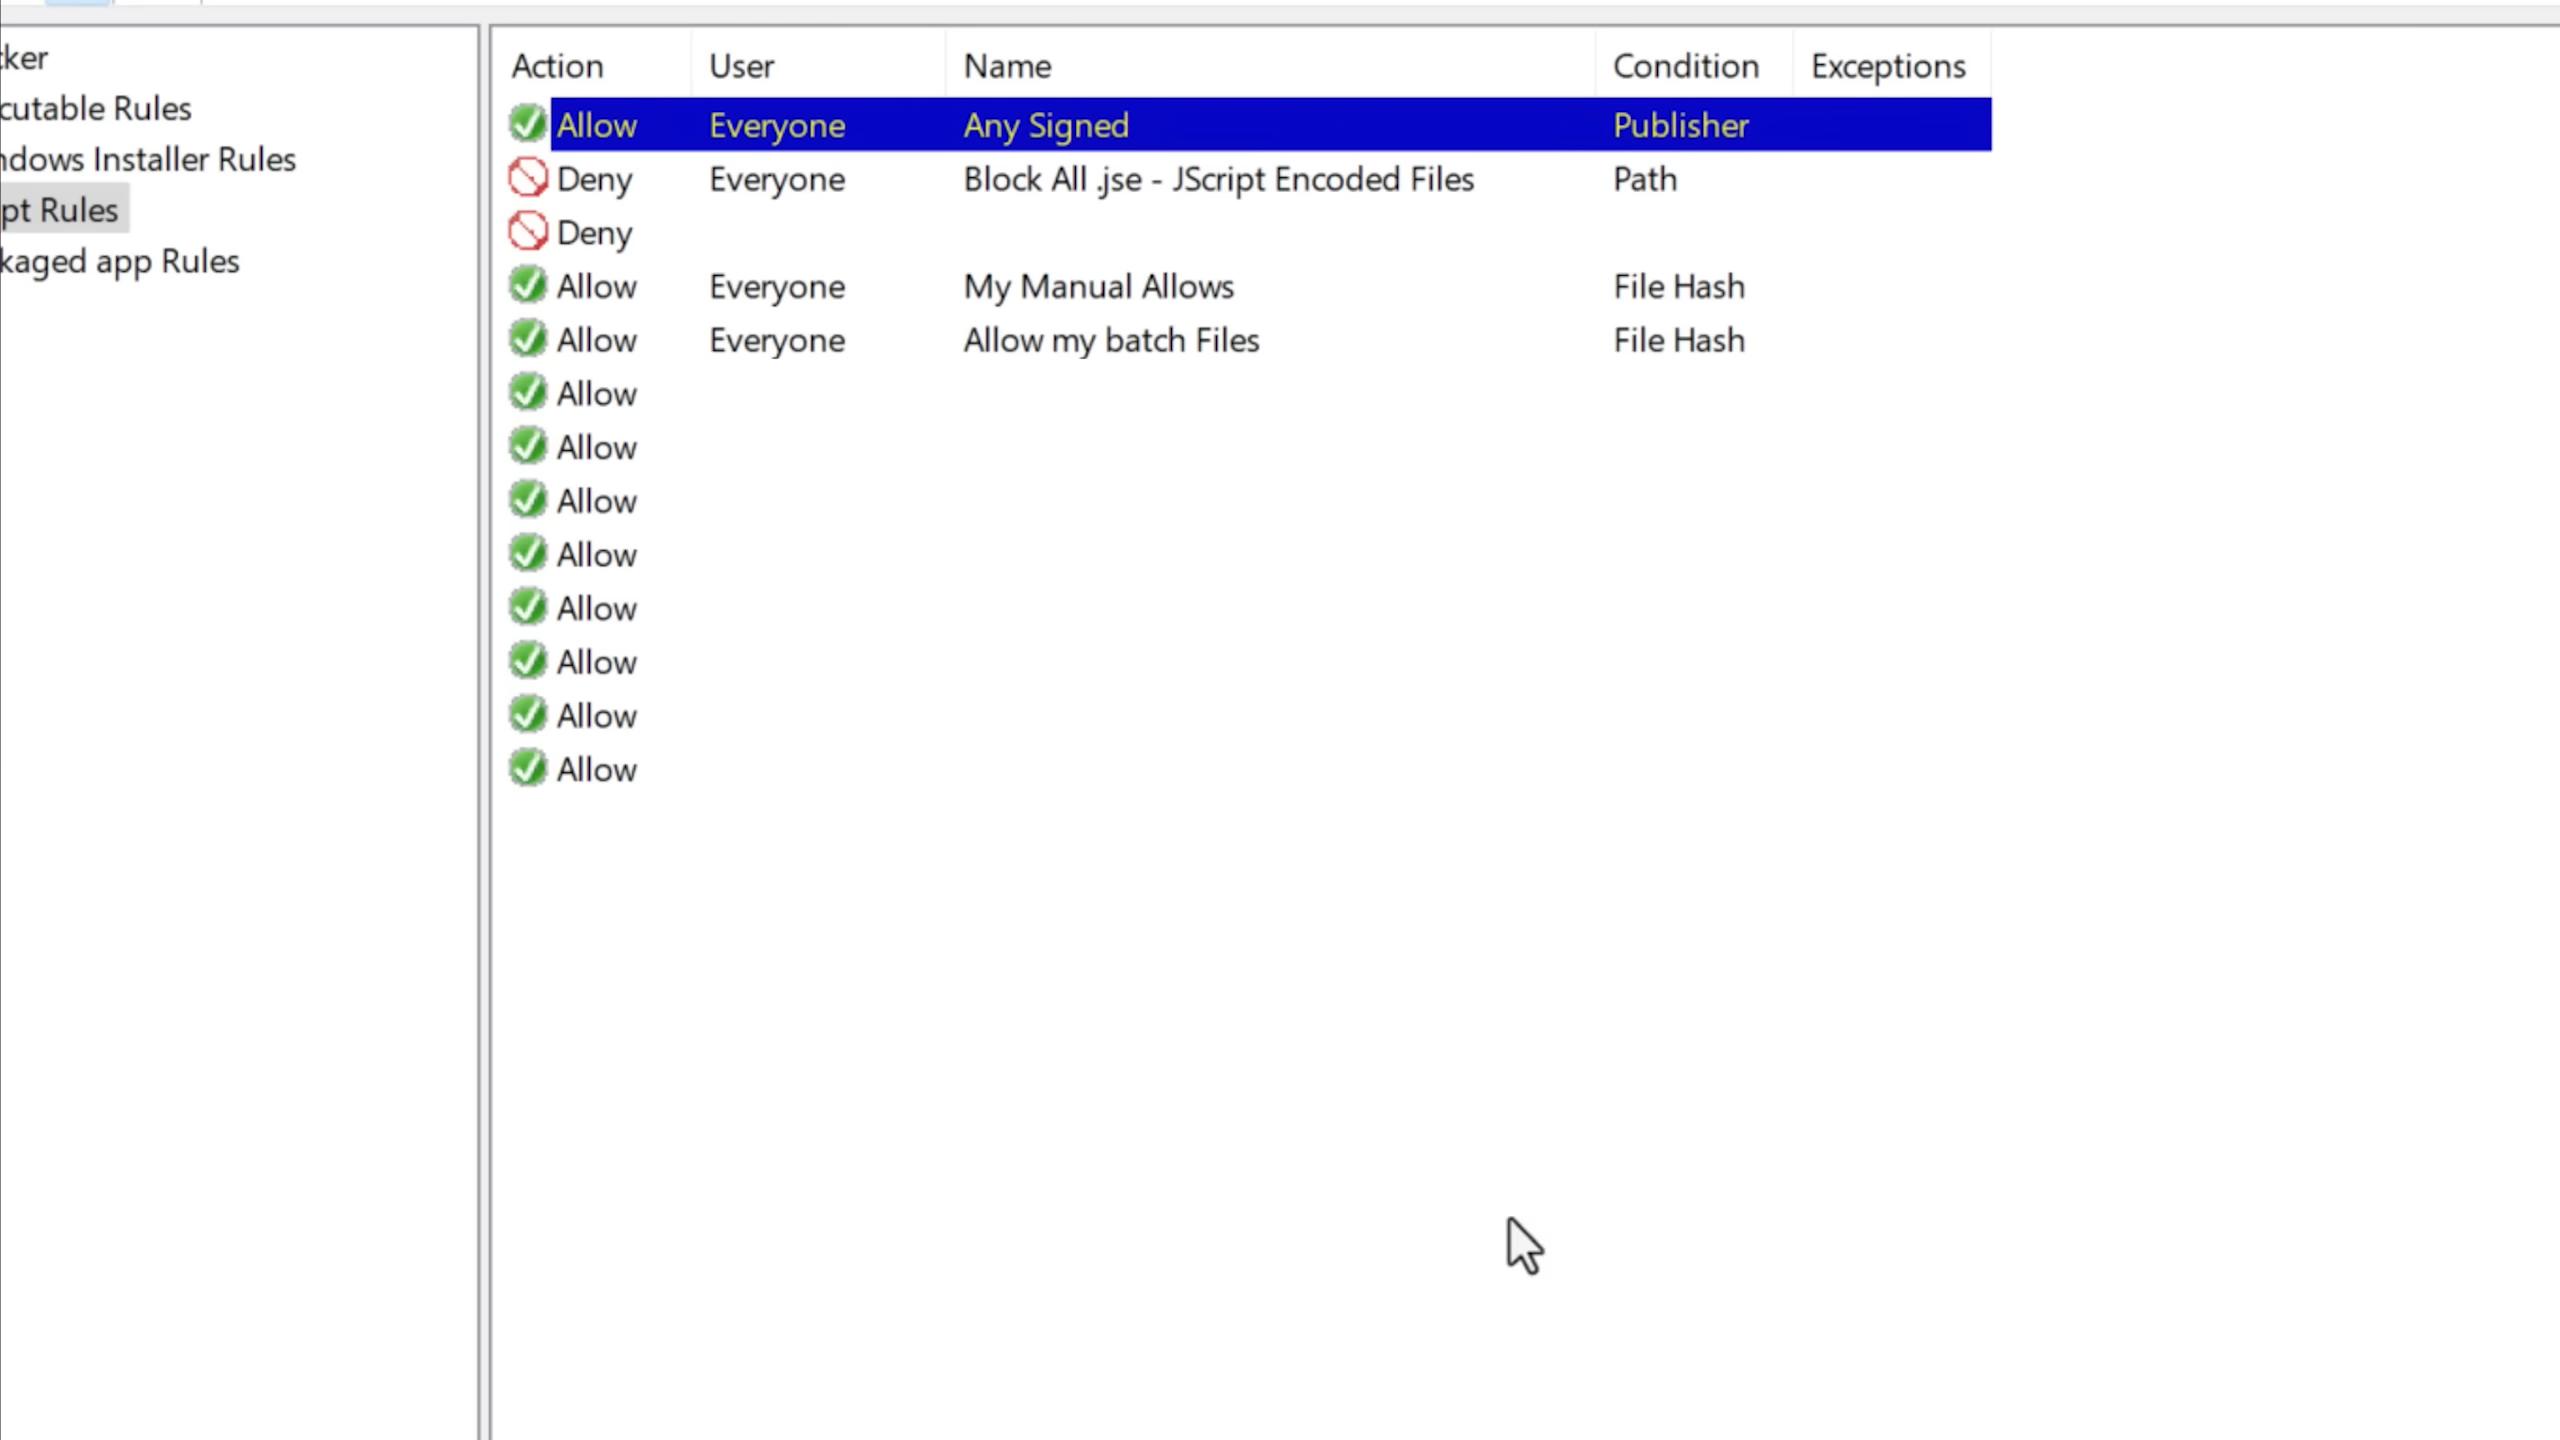 cker
cutable Rules
ndows Installer Rules
pt Rules
kaged app Rules
Action User Name Condition Exceptions
Allow Everyone Any Signed Publisher
Deny Everyone Block All .jse - JScript Encoded Files Path
Deny
Allow Everyone My Manual Allows File Hash
Allow Everyone Allow my batch Files File Hash
Allow
Allow
Allow
Allow
Allow
Allow
Allow
Allow